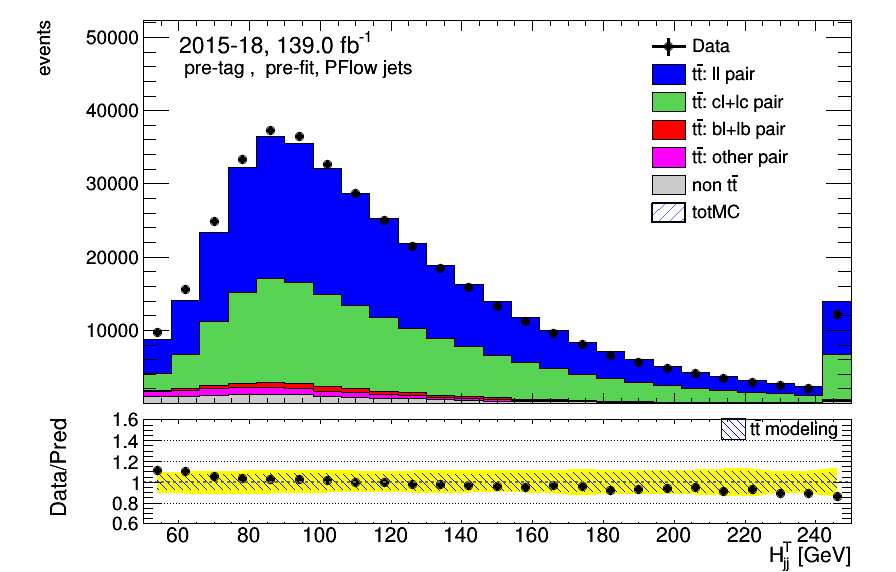 events
50000
40000
30000
20000
10000
2015-18, 139.0 fb⁻¹
pre-tag , pre-fit, PFlow jets
Data
tt̄: ll pair
tt̄: cl+lc pair
tt̄: bl+lb pair
tt̄: other pair
non tt̄
totMC
Data/Pred
1.6
1.4
1.2
1
0.8
0.6
tt̄ modeling
60 80 100 120 140 160 180 200 220 240
H^T_jj [GeV]